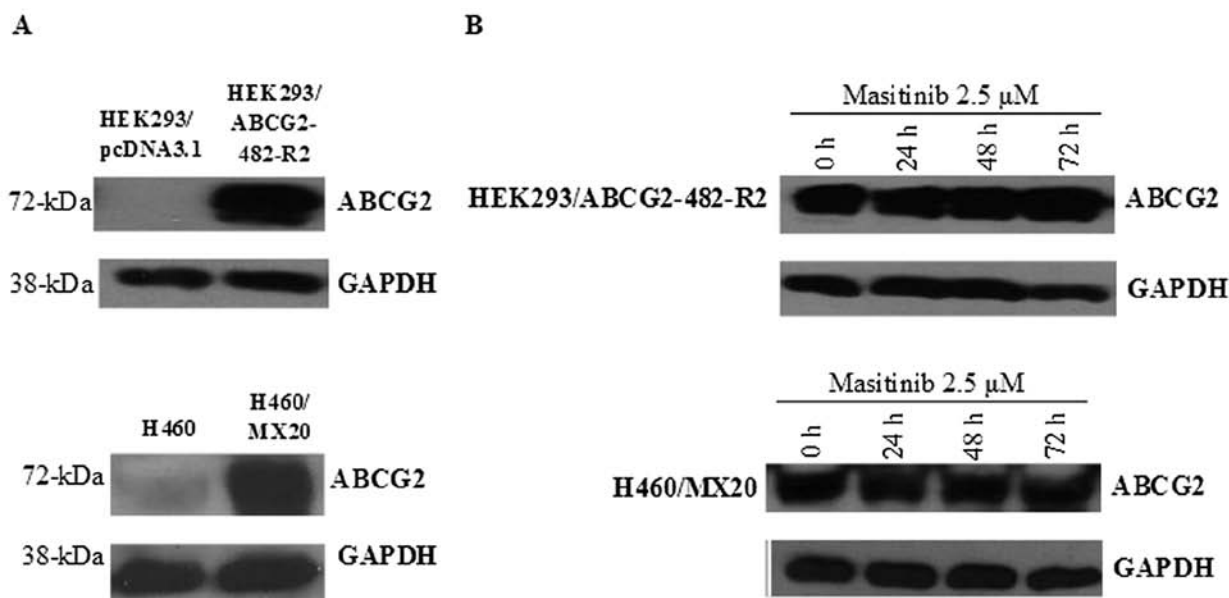 A
HEK293/
pcDNA3.1
HEK293/
ABCG2-
482-R2
72-kDa
ABCG2
38-kDa
GAPDH
H460
H460/
MX20
72-kDa
ABCG2
38-kDa
GAPDH
B
Masitinib 2.5 µM
0 h
24 h
48 h
72 h
HEK293/ABCG2-482-R2
ABCG2
GAPDH
Masitinib 2.5 µM
0 h
24 h
48 h
72 h
H460/MX20
ABCG2
GAPDH